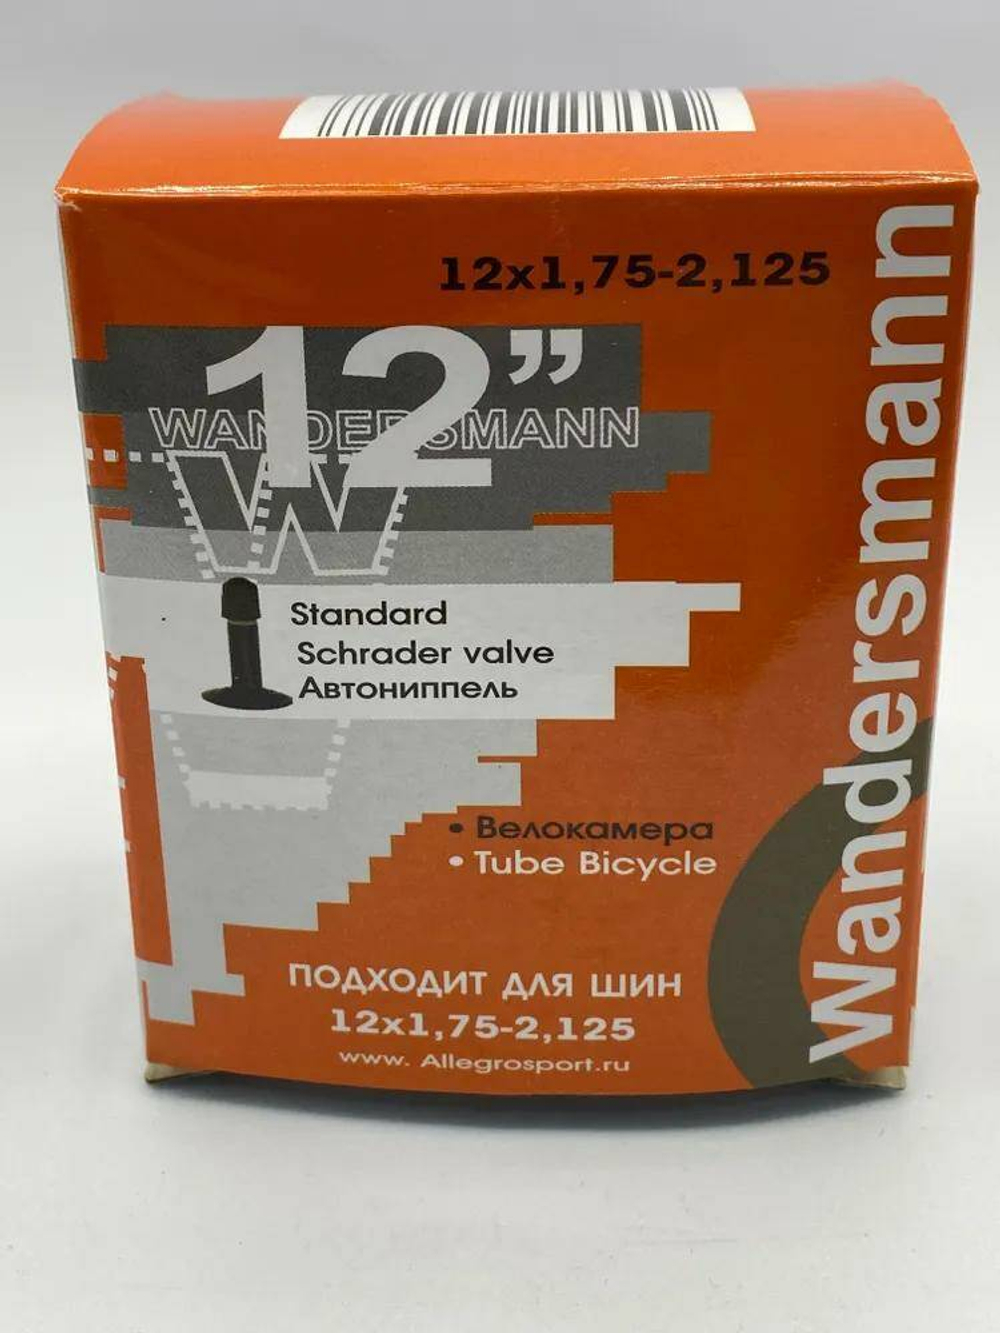 12x1,75-2,125
12”
WANDERSMANN
W
Standard
Schrader valve
Автониппель
• Велокамера
• Tube Bicycle
ПОДХОДИТ ДЛЯ ШИН
12x1,75-2,125
www. Allegrosport.ru
Wandersmann